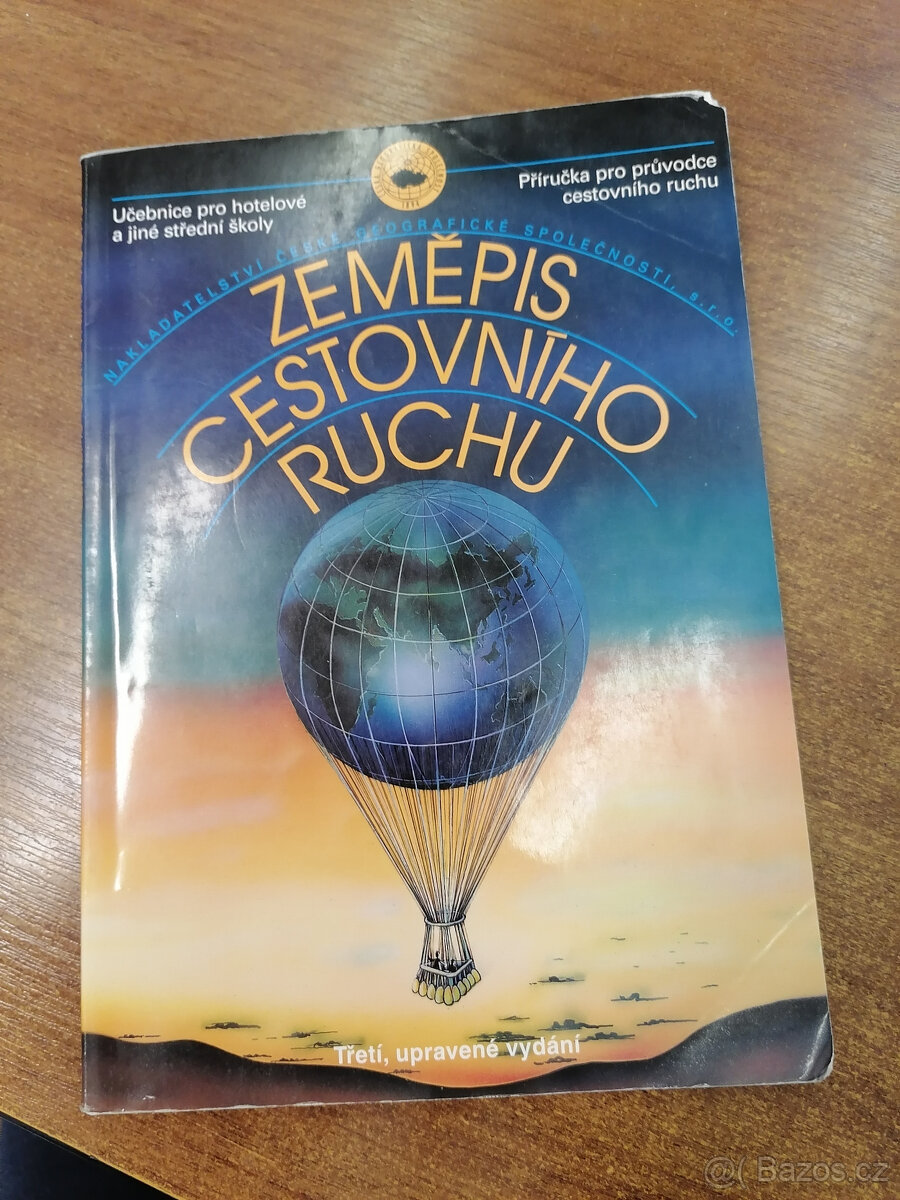 Učebnice pro hotelové
a jiné střední školy
Příručka pro průvodce
cestovního ruchu
NAKLADATELSTVÍ ČESKÉ GEOGRAFICKÉ SPOLEČNOSTI, s.r.o.
ZEMĚPIS
CESTOVNÍHO
RUCHU
Třetí, upravené vydání
@( Bazos.cz